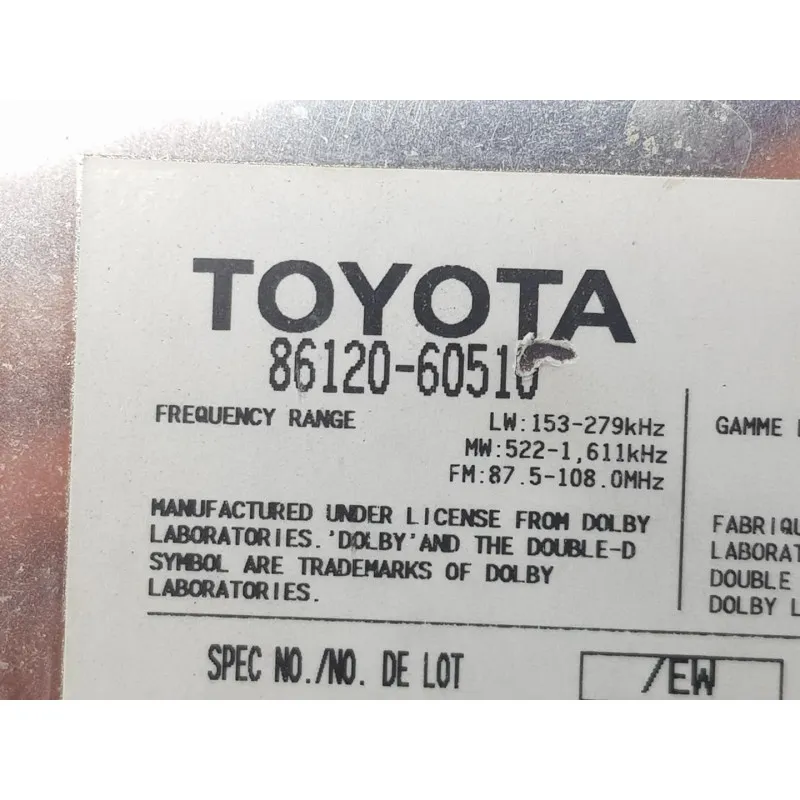 TOYOTA
86120-60510
FREQUENCY RANGE LW:153-279kHz
MW:522-1,611kHz
FM:87.5-108.0MHz
MANUFACTURED UNDER LICENSE FROM DOLBY
LABORATORIES.'DOLBY'AND THE DOUBLE-D
SYMBOL ARE TRADEMARKS OF DOLBY
LABORATORIES.
GAMME
FABRIQU
LABORAT
DOUBLE
DOLBY L
SPEC NO./NO. DE LOT /EW